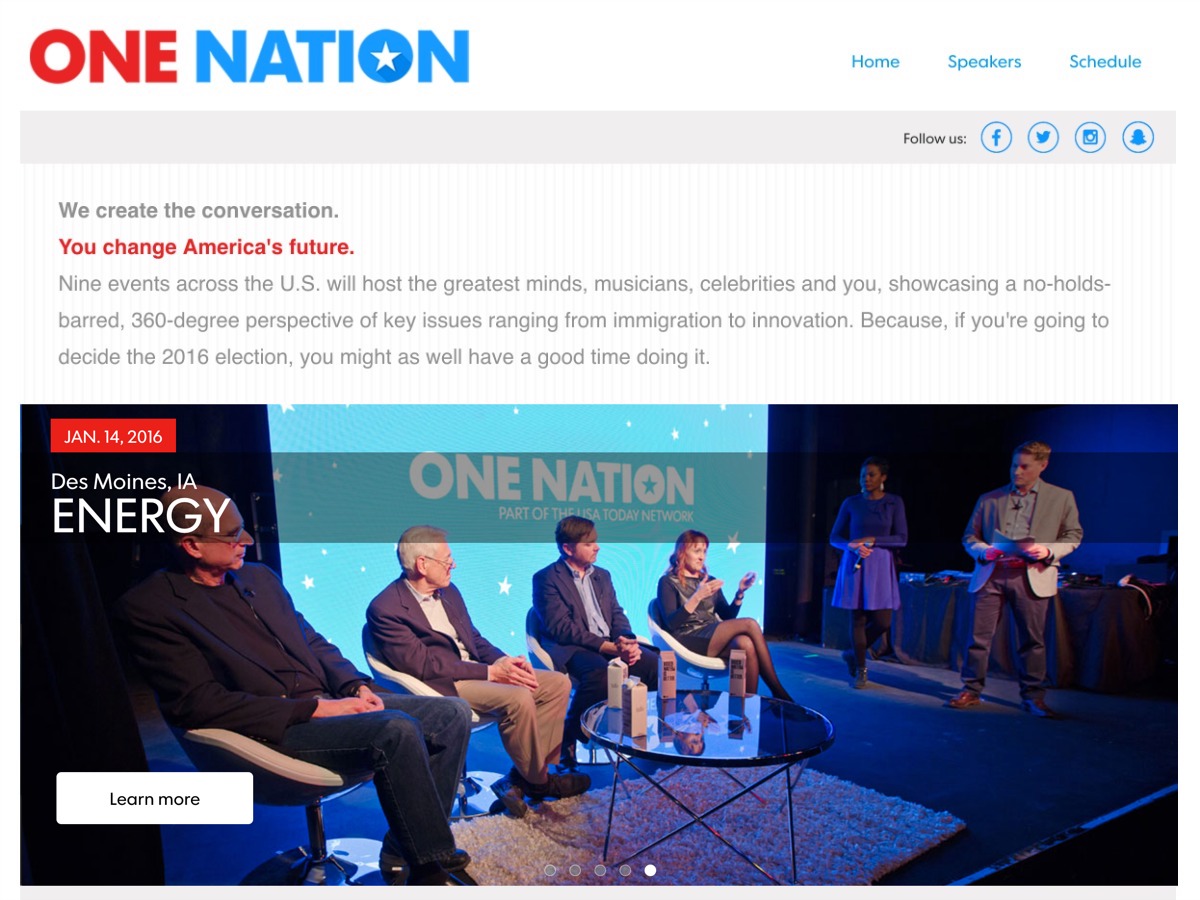 ONE NATION
Home Speakers Schedule
Follow us:
We create the conversation.
You change America's future.
Nine events across the U.S. will host the greatest minds, musicians, celebrities and you, showcasing a no-holds-
barred, 360-degree perspective of key issues ranging from immigration to innovation. Because, if you're going to
decide the 2016 election, you might as well have a good time doing it.
JAN. 14, 2016
Des Moines, IA
ENERGY
ONE NATION
PART OF THE USA TODAY NETWORK
Learn more